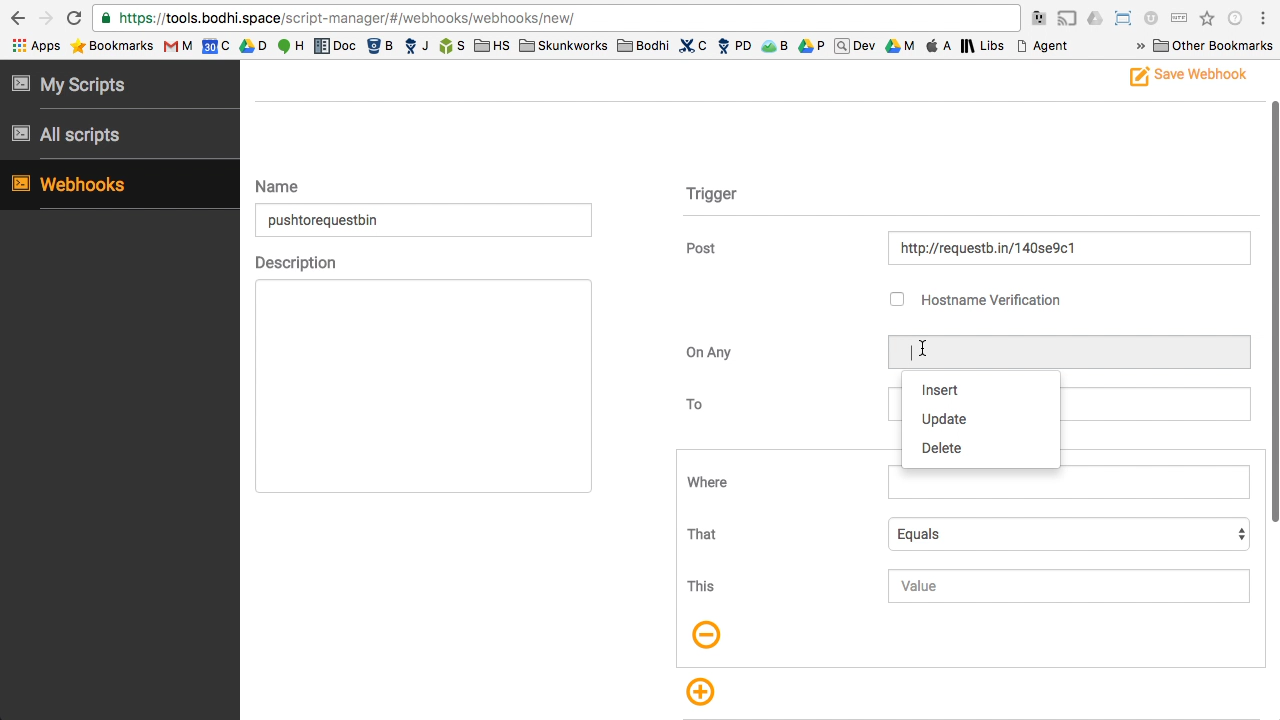 https://tools.bodhi.space/script-manager/#/webhooks/webhooks/new/
Apps Bookmarks M C D H Doc B J S HS Skunkworks Bodhi C PD B P Dev M A Libs Agent » Other Bookmarks
My Scripts
All scripts
Webhooks
Save Webhook
Name
pushtorequestbin
Description
Trigger
Post http://requestb.in/140se9c1
Hostname Verification
On Any
Insert
To
Update
Delete
Where
That Equals
This Value